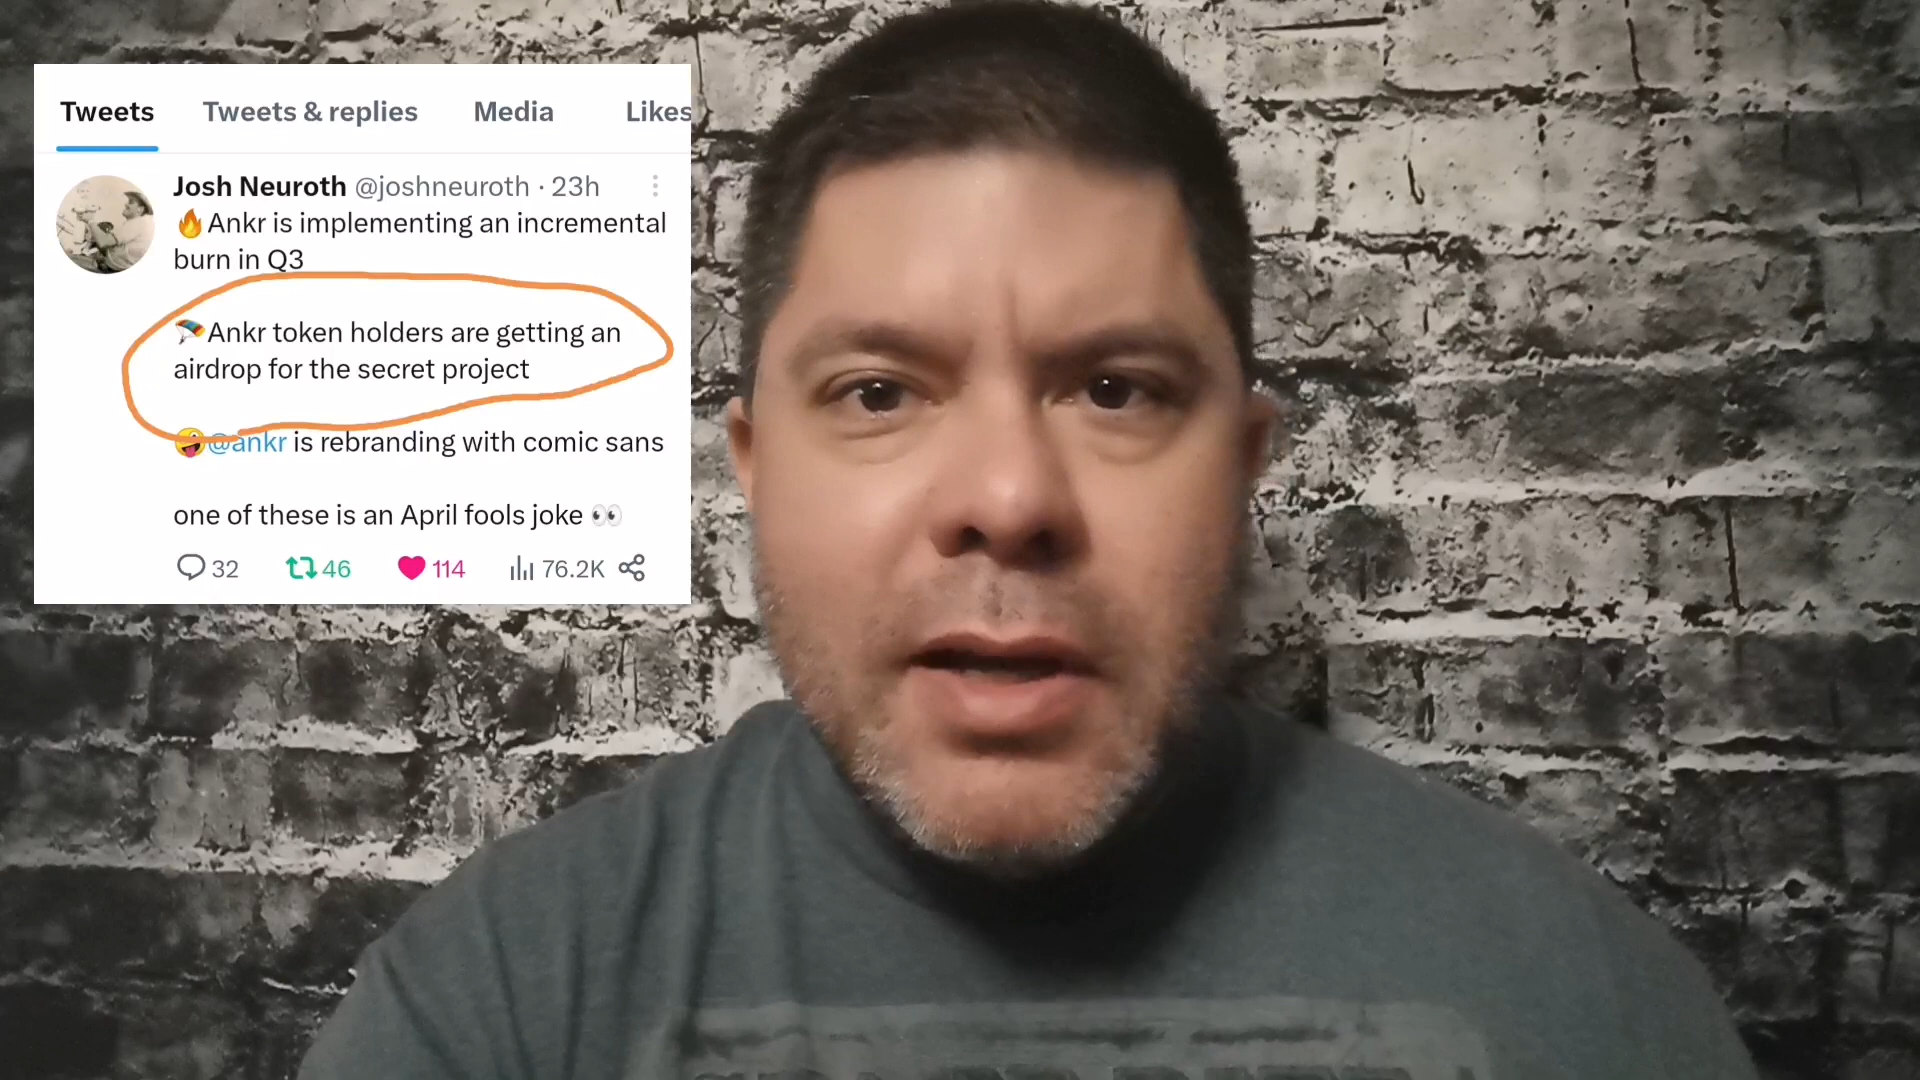 Tweets Tweets & replies Media Likes
Josh Neuroth @joshneuroth · 23h
🔥Ankr is implementing an incremental
burn in Q3
🪂Ankr token holders are getting an
airdrop for the secret project
🤪@ankr is rebranding with comic sans
one of these is an April fools joke 👀
32 46 114 76.2K